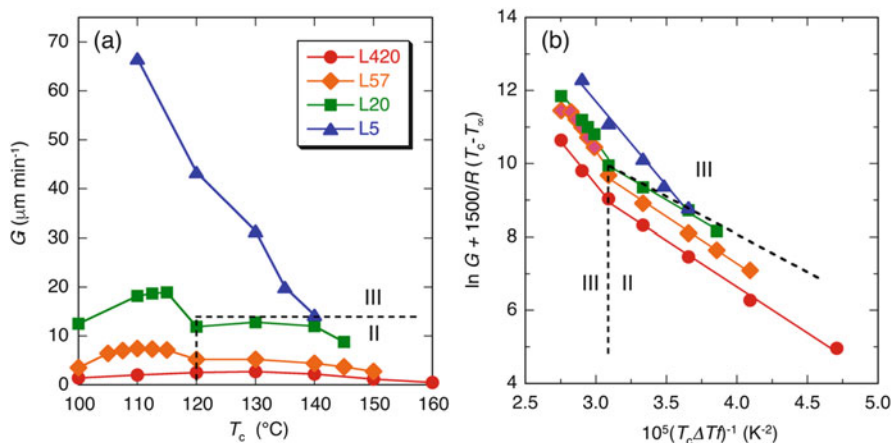 (a)
L420
L57
L20
L5
G (μm min⁻¹)
70
60
50
40
30
20
10
0
III
II
100 110 120 130 140 150 160
T_c (°C)
(b)
ln G + 1500/R (T_c-T_∞)
14
12
10
8
6
4
III
III II
2.5 3.0 3.5 4.0 4.5 5.0
10⁵(T_cΔTf)⁻¹ (K⁻²)